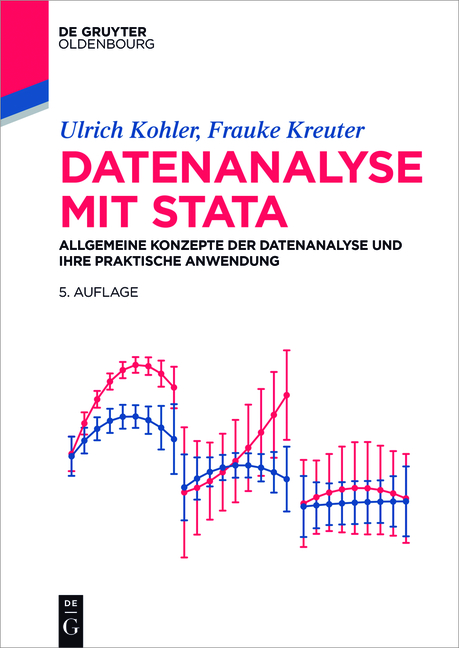 DE GRUYTER
OLDENBOURG
Ulrich Kohler, Frauke Kreuter
DATENANALYSE
MIT STATA
ALLGEMEINE KONZEPTE DER DATENANALYSE UND
IHRE PRAKTISCHE ANWENDUNG
5. AUFLAGE
DE
G